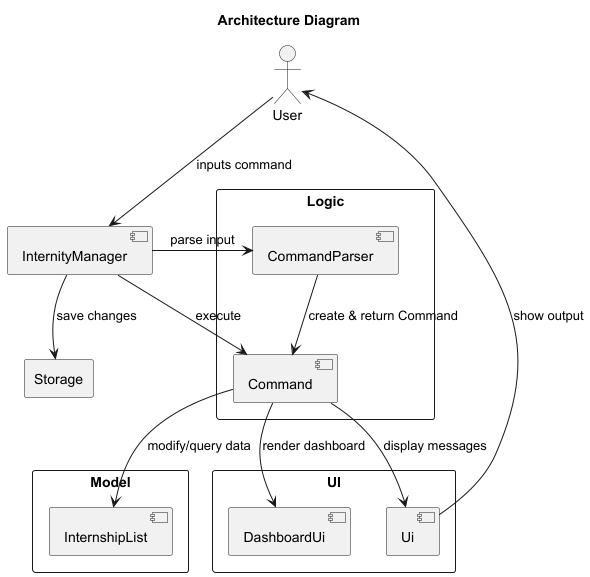 Architecture Diagram
User
inputs command
Logic
InternityManager
parse input
CommandParser
save changes
execute
create & return Command
show output
Storage
Command
modify/query data
render dashboard
display messages
Model
UI
InternshipList
DashboardUi
Ui